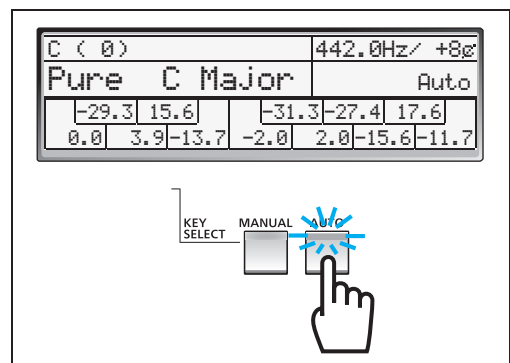 C ( 0) 442.0Hz/ +8¢
Pure C Major Auto
-29.3 15.6 -31.3 -27.4 17.6
0.0 3.9 -13.7 -2.0 2.0 -15.6 -11.7
KEY SELECT MANUAL AUTO